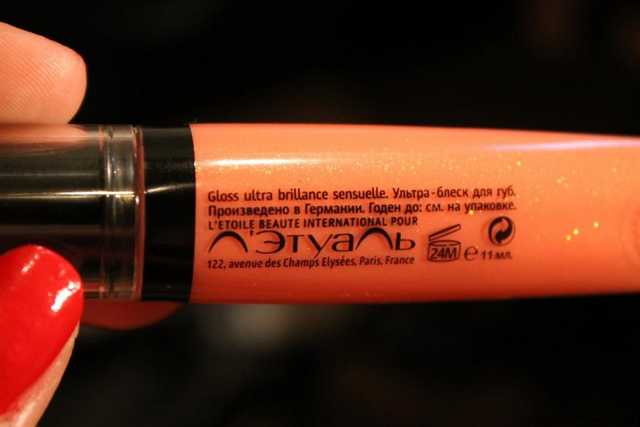 Gloss ultra brillance sensuelle. Ультра-блеск для губ.
Произведено в Германии. Годен до: см. на упаковке.
L'ETOILE BEAUTE INTERNATIONAL POUR
Л'Этуаль
122, avenue des Champs Elysées, Paris, France
24M ℮ 11 мл.